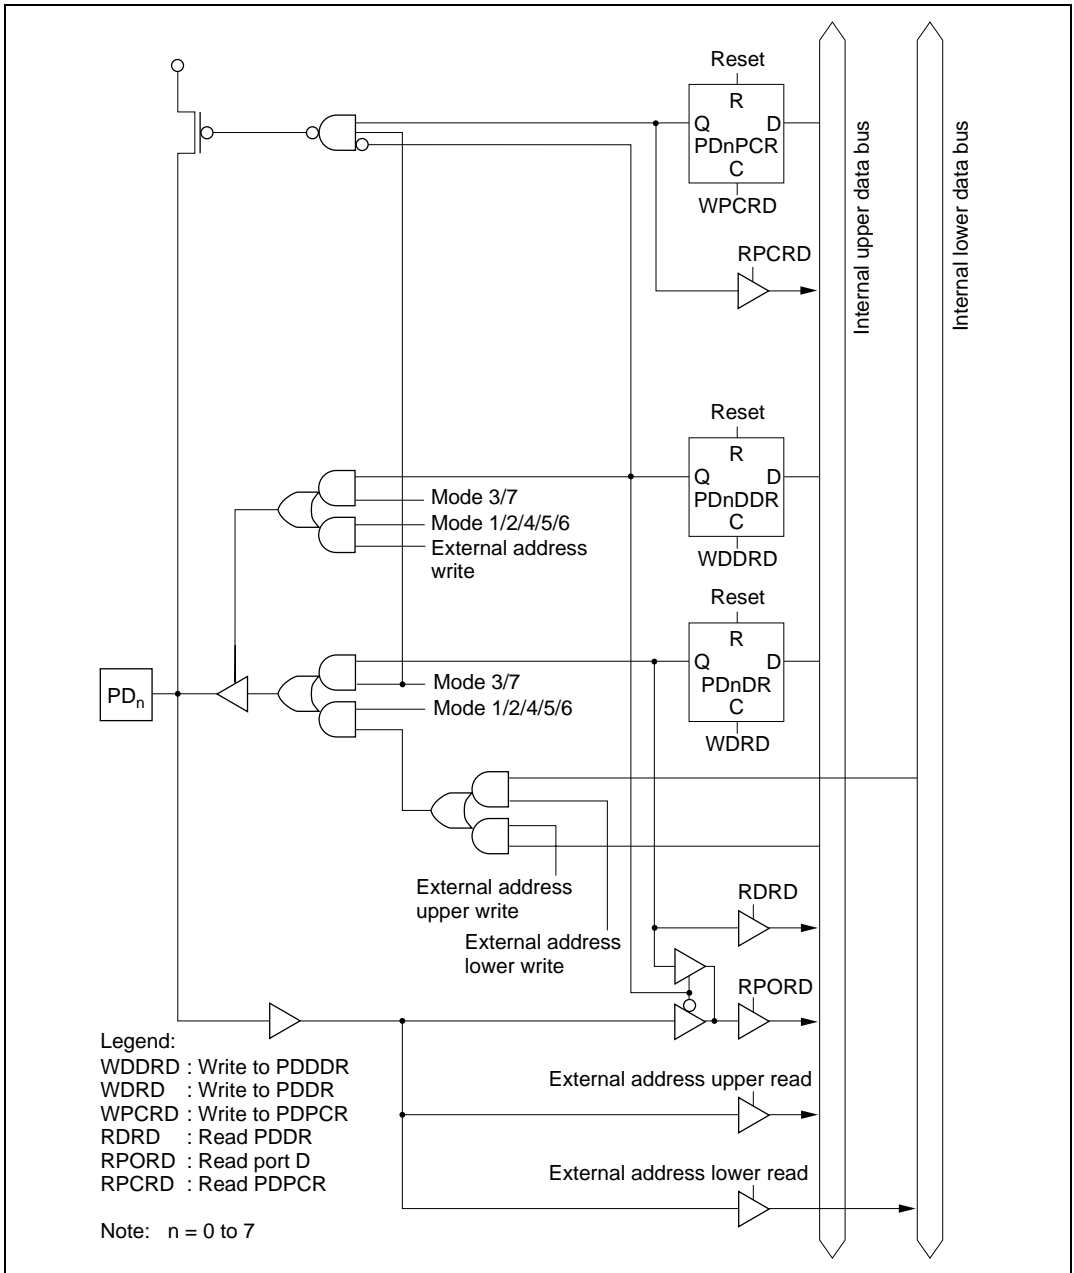 Reset
R
Q D
PDnPCR
C
WPCRD
RPCRD
Internal upper data bus
Internal lower data bus
Reset
R
Q D
PDnDDR
C
WDDRD
Mode 3/7
Mode 1/2/4/5/6
External address
write
Reset
R
Q D
PDnDR
C
WDRD
PDn
Mode 3/7
Mode 1/2/4/5/6
External address
upper write
External address
lower write
RDRD
RPORD
External address upper read
External address lower read
Legend:
WDDRD : Write to PDDDR
WDRD : Write to PDDR
WPCRD : Write to PDPCR
RDRD : Read PDDR
RPORD : Read port D
RPCRD : Read PDPCR
Note: n = 0 to 7